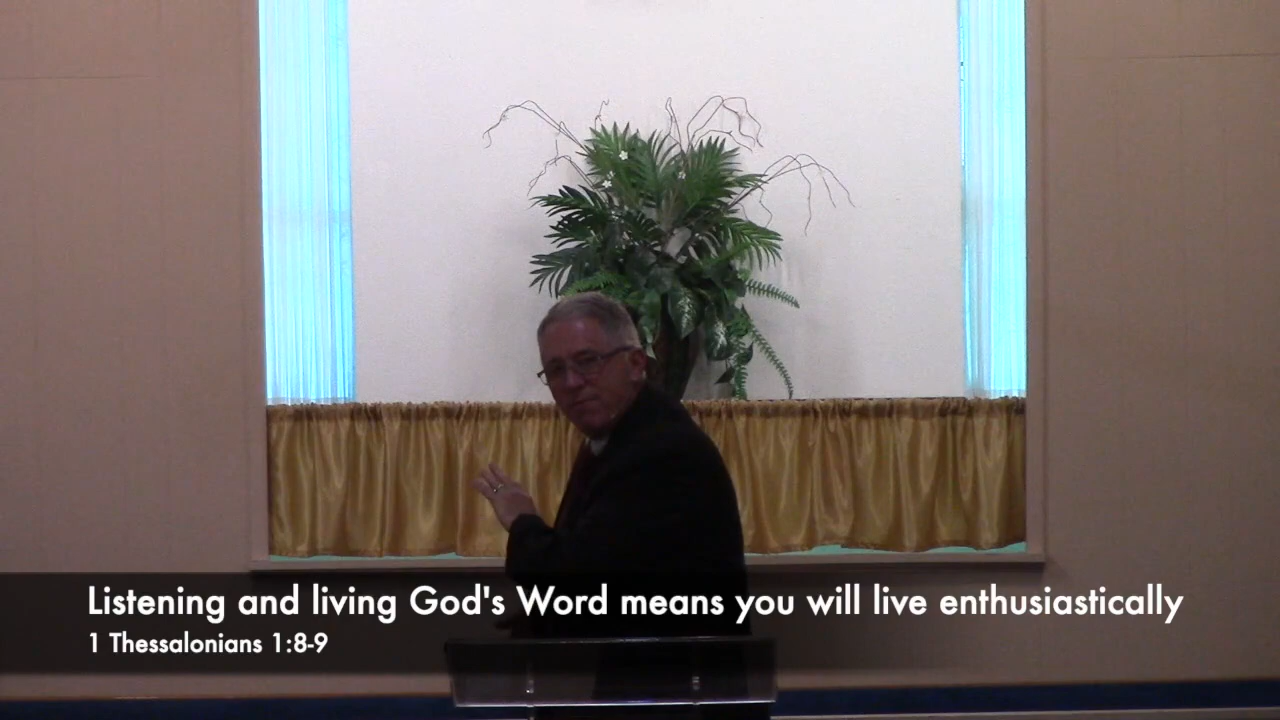 Listening and living God's Word means you will live enthusiastically
1 Thessalonians 1:8-9